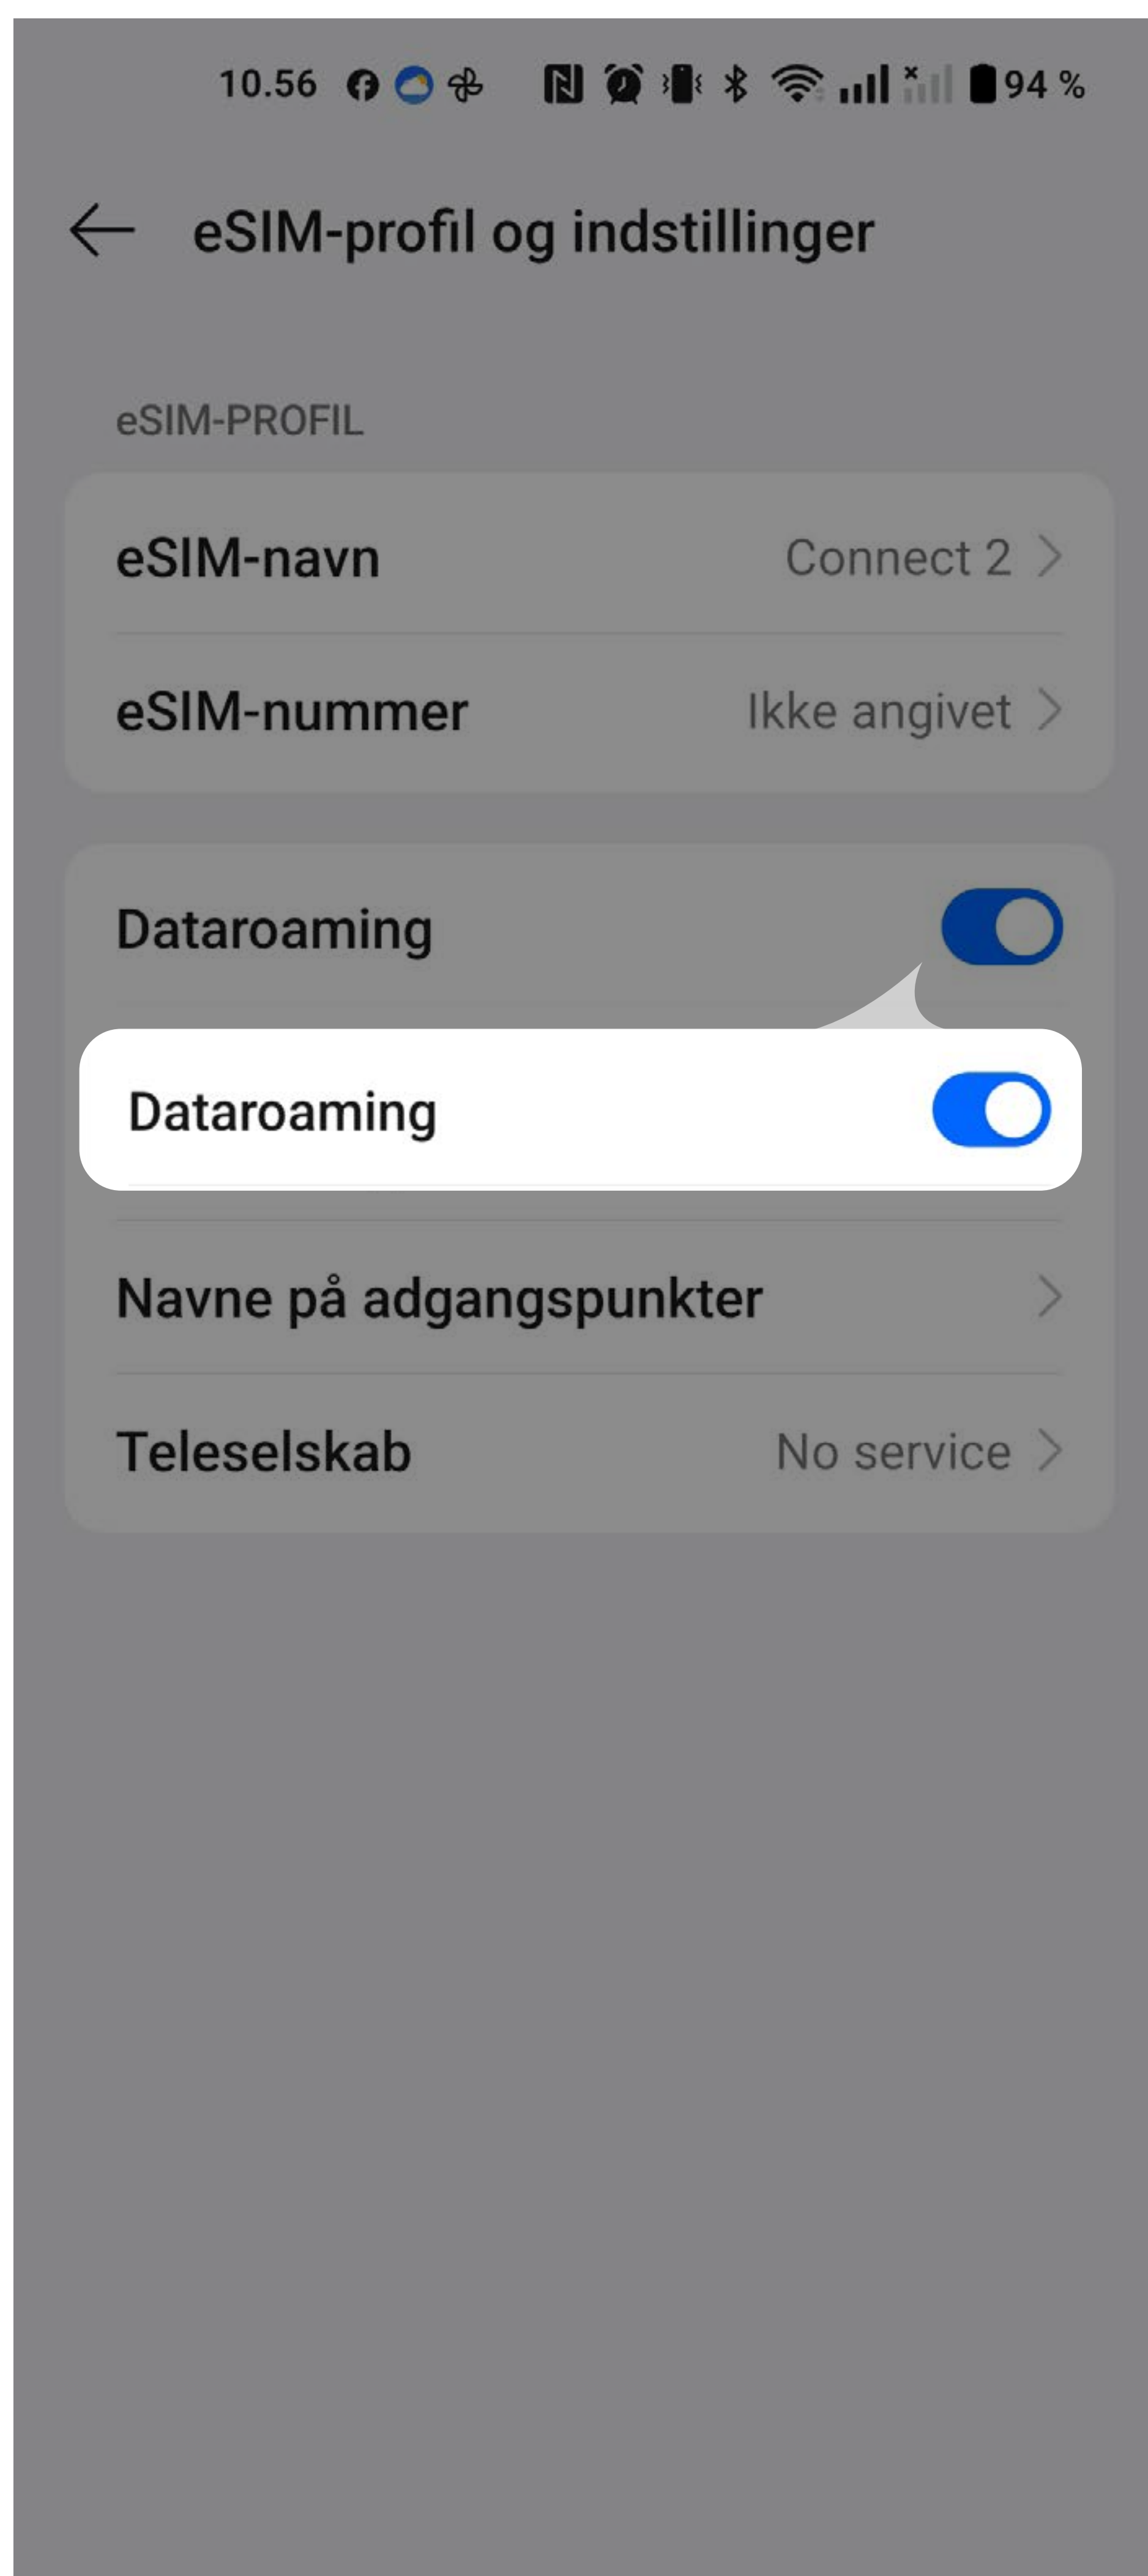 10.56 94 %
eSIM-profil og indstillinger
eSIM-PROFIL
eSIM-navn Connect 2
eSIM-nummer Ikke angivet
Dataroaming
Dataroaming
Navne på adgangspunkter
Teleselskab No service